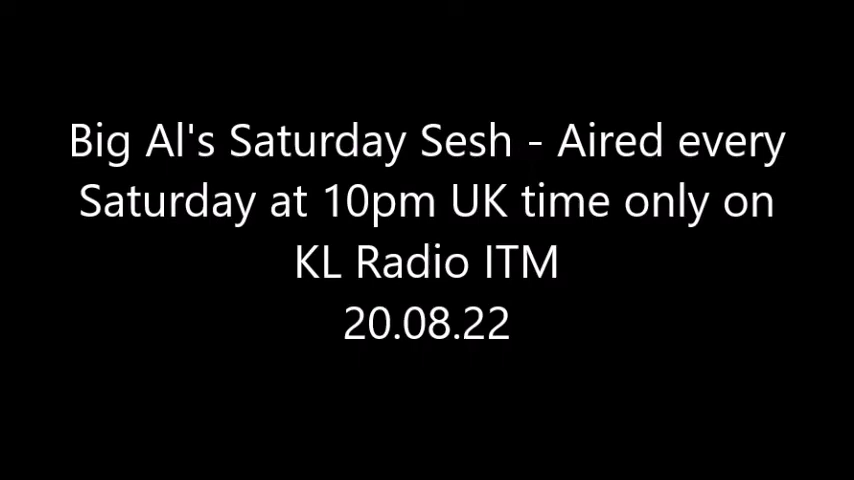 Big Al's Saturday Sesh - Aired every
Saturday at 10pm UK time only on
KL Radio ITM
20.08.22